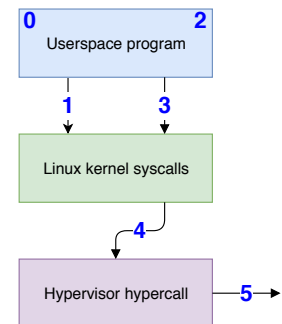 0
2
Userspace program
1
3
Linux kernel syscalls
4
Hypervisor hypercall
5